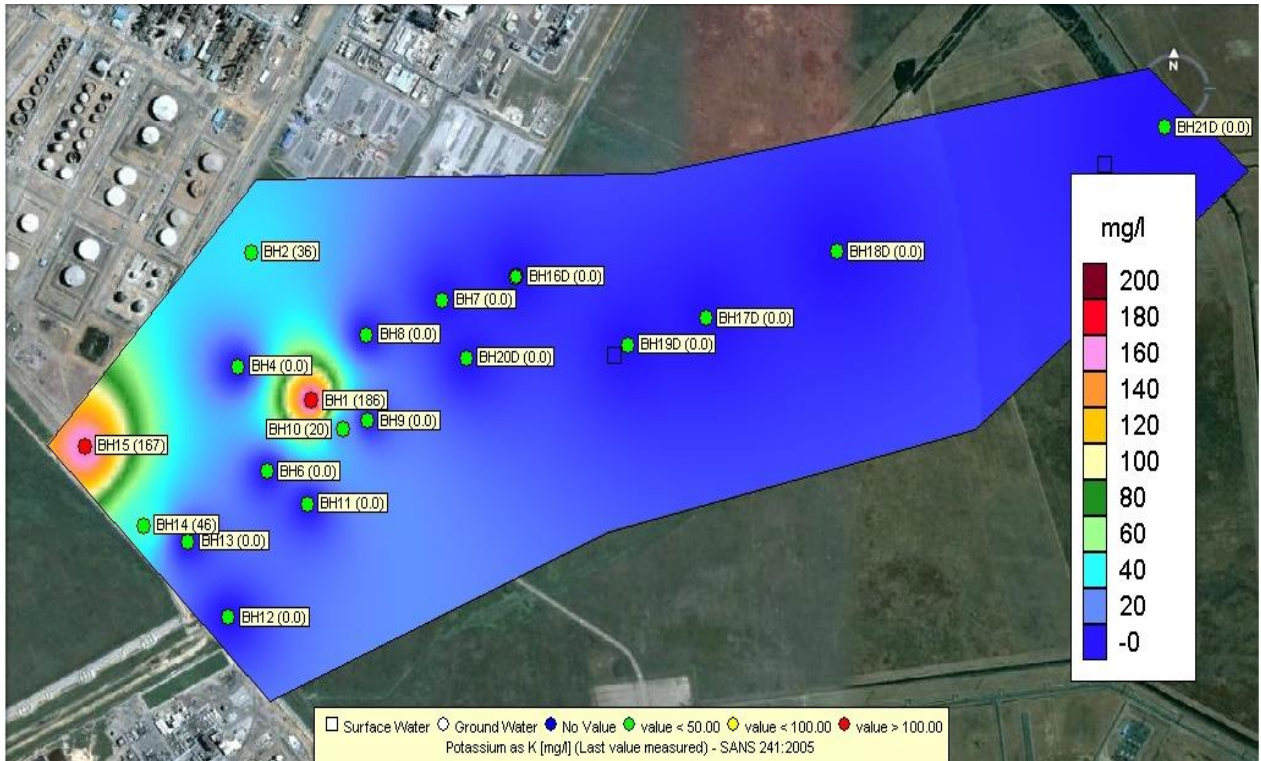 N
BH21D (0.0)
mg/l
BH2 (36)
BH18D (0.0)
BH16D (0.0)
BH7 (0.0)
200
BH17D (0.0)
180
BH8 (0.0)
BH19D (0.0)
BH20D (0.0)
160
BH4 (0.0)
140
BH1 (186)
120
BH10 (20)
BH9 (0.0)
BH15 (167)
100
BH6 (0.0)
80
BH11 (0.0)
60
BH14 (46)
BH13 (0.0)
40
20
BH12 (0.0)
-0
Surface Water Ground Water No Value value < 50.00 value < 100.00 value > 100.00
Potassium as K [mg/l] (Last value measured) - SANS 241:2005